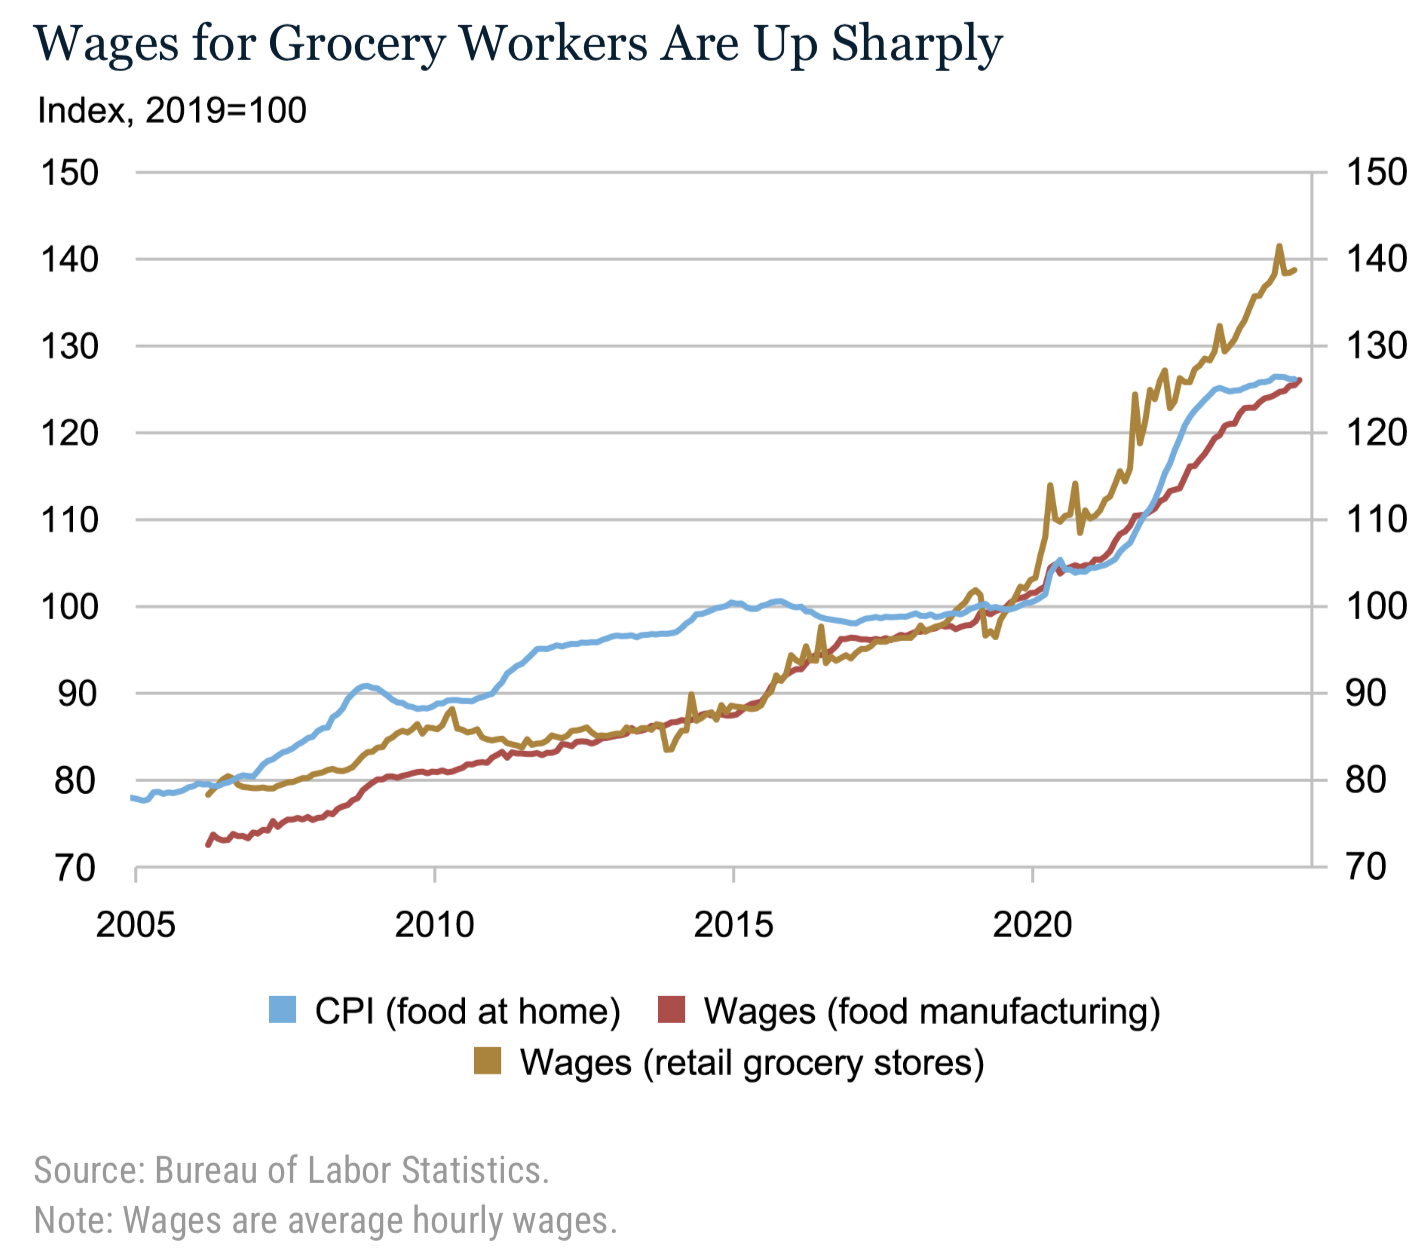 Wages for Grocery Workers Are Up Sharply
Index, 2019=100
150 150
140 140
130 130
120 120
110 110
100 100
90 90
80 80
70 70
2005 2010 2015 2020
CPI (food at home) Wages (food manufacturing)
Wages (retail grocery stores)
Source: Bureau of Labor Statistics.
Note: Wages are average hourly wages.